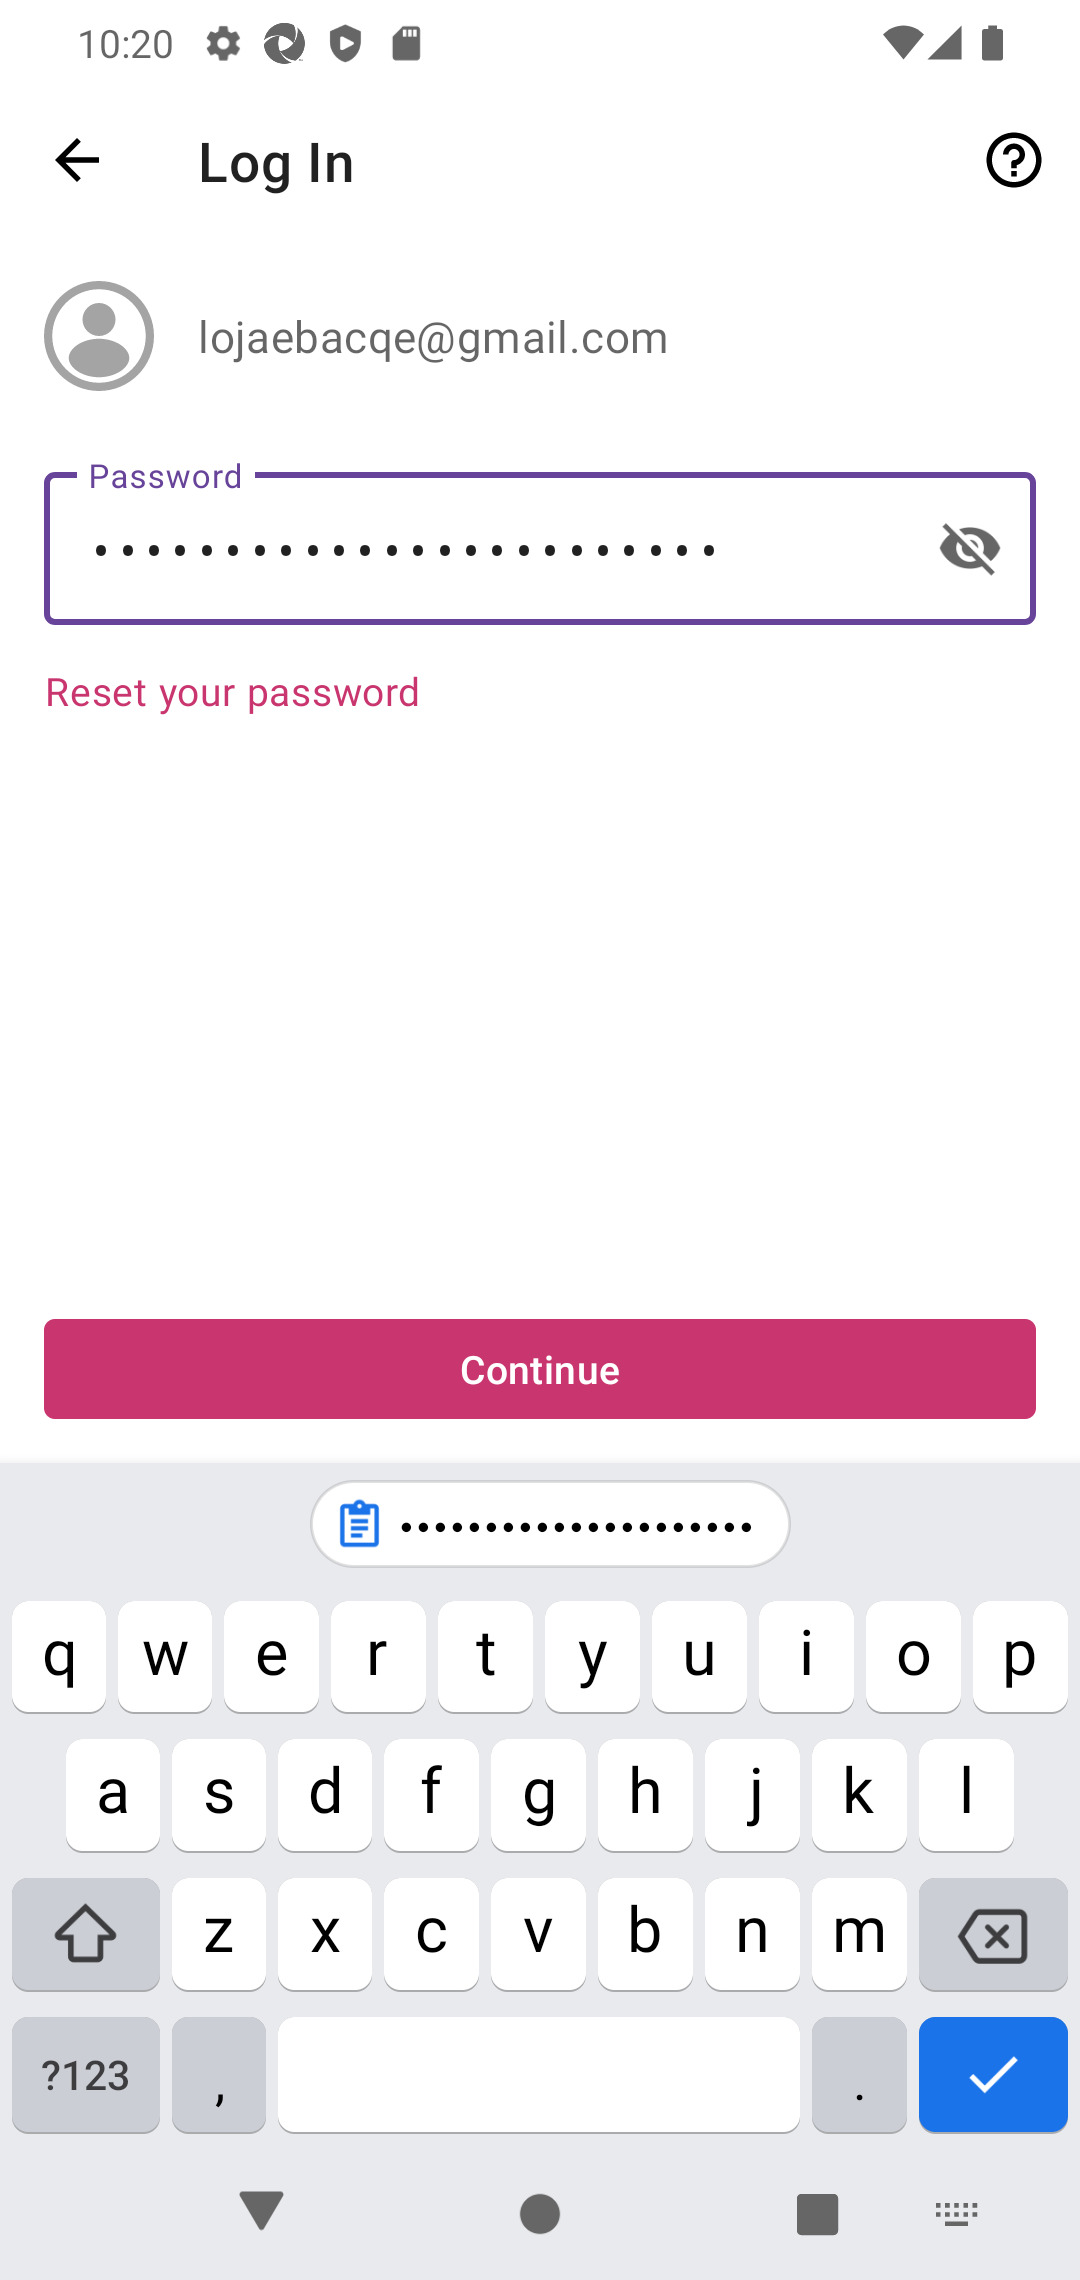 10:20
Log In
lojaebacqe@gmail.com
Password
••••••••••••••••••••••••
Reset your password
Continue
•••••••••••••••••••••
q w e r t y u i o p
a s d f g h j k l
z x c v b n m
?123 , .